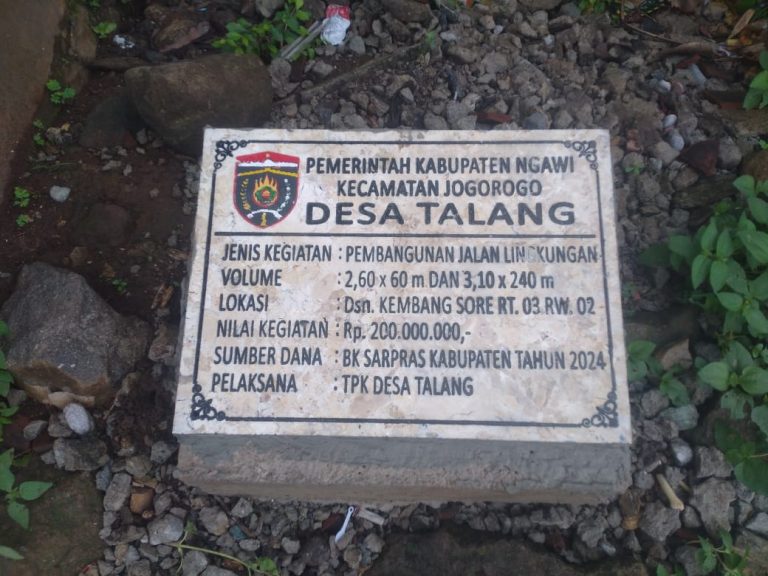 PEMERINTAH KABUPATEN NGAWI
KECAMATAN JOGOROGO
DESA TALANG
JENIS KEGIATAN : PEMBANGUNAN JALAN LINGKUNGAN
VOLUME : 2,60 x 60 m DAN 3,10 x 240 m
LOKASI : Dsn. KEMBANG SORE RT. 03 RW. 02
NILAI KEGIATAN : Rp. 200.000.000,-
SUMBER DANA : BK SARPRAS KABUPATEN TAHUN 2024
PELAKSANA : TPK DESA TALANG